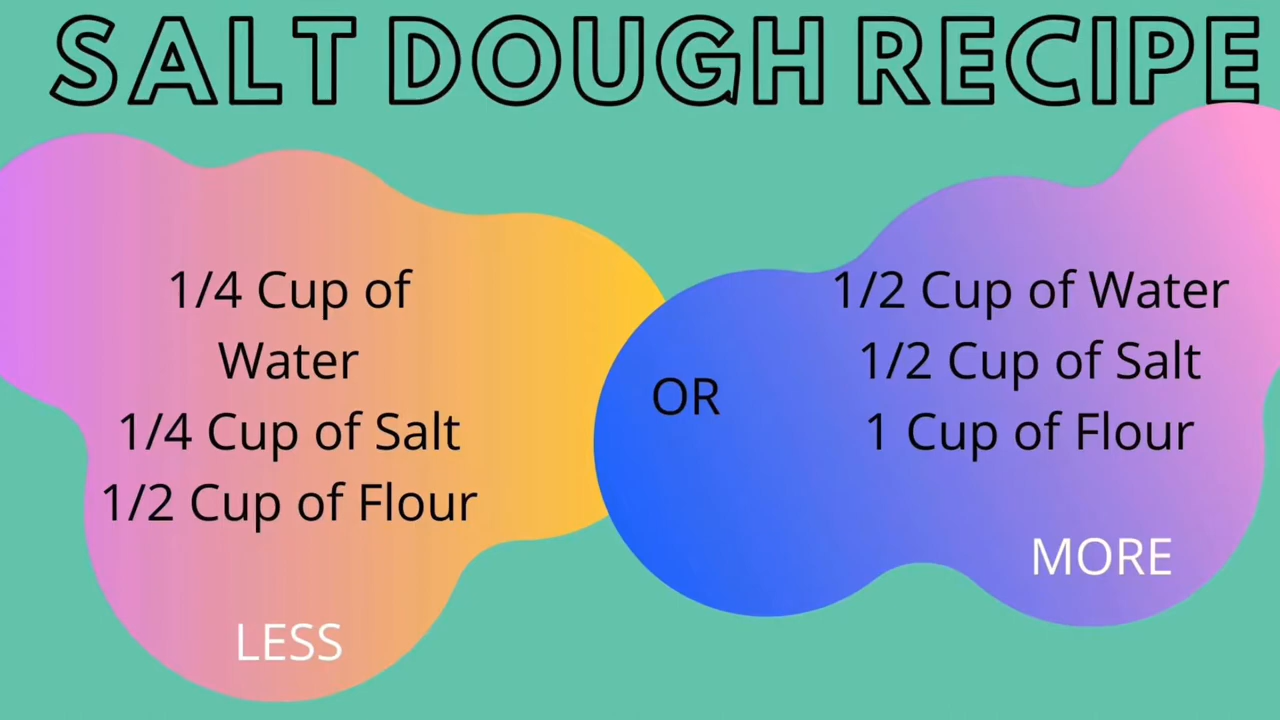 SALT DOUGH RECIPE
1/4 Cup of
Water
1/4 Cup of Salt
1/2 Cup of Flour
LESS
OR
1/2 Cup of Water
1/2 Cup of Salt
1 Cup of Flour
MORE